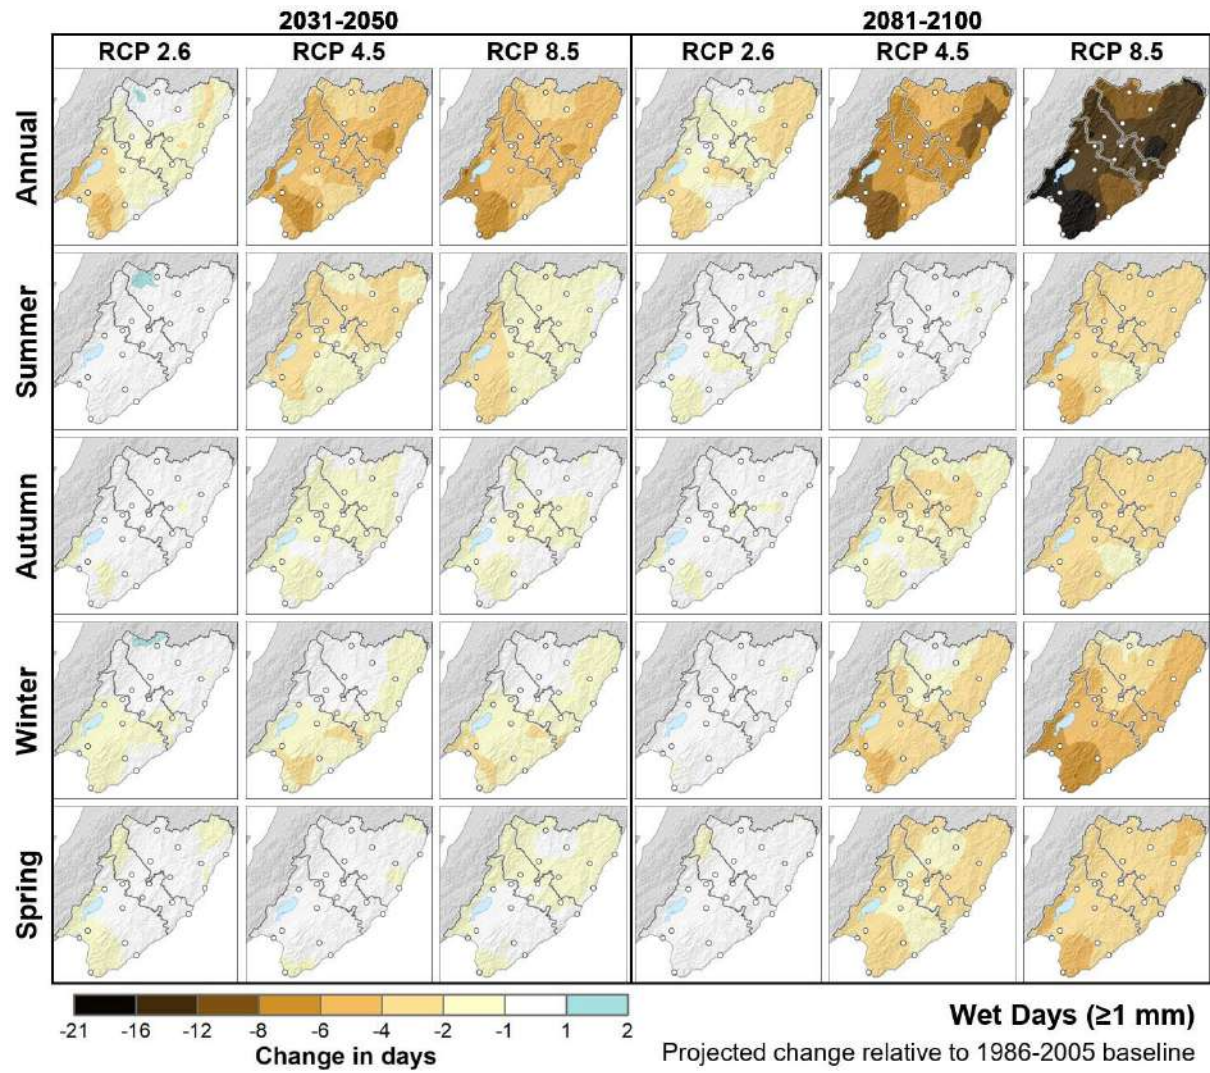 2031-2050 2081-2100
RCP 2.6 RCP 4.5 RCP 8.5 RCP 2.6 RCP 4.5 RCP 8.5
Annual
Summer
Autumn
Winter
Spring
-21 -16 -12 -8 -6 -4 -2 -1 1 2
Change in days
Wet Days (≥1 mm)
Projected change relative to 1986-2005 baseline